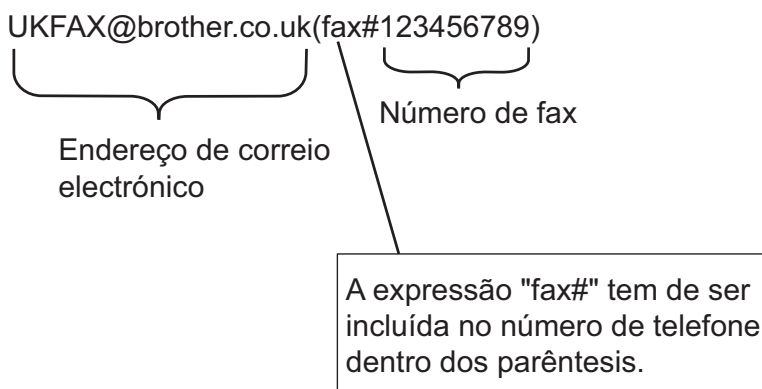 UKFAX@brother.co.uk(fax#123456789)
Número de fax
Endereço de correio
electrónico
A expressão "fax#" tem de ser
incluída no número de telefone
dentro dos parêntesis.